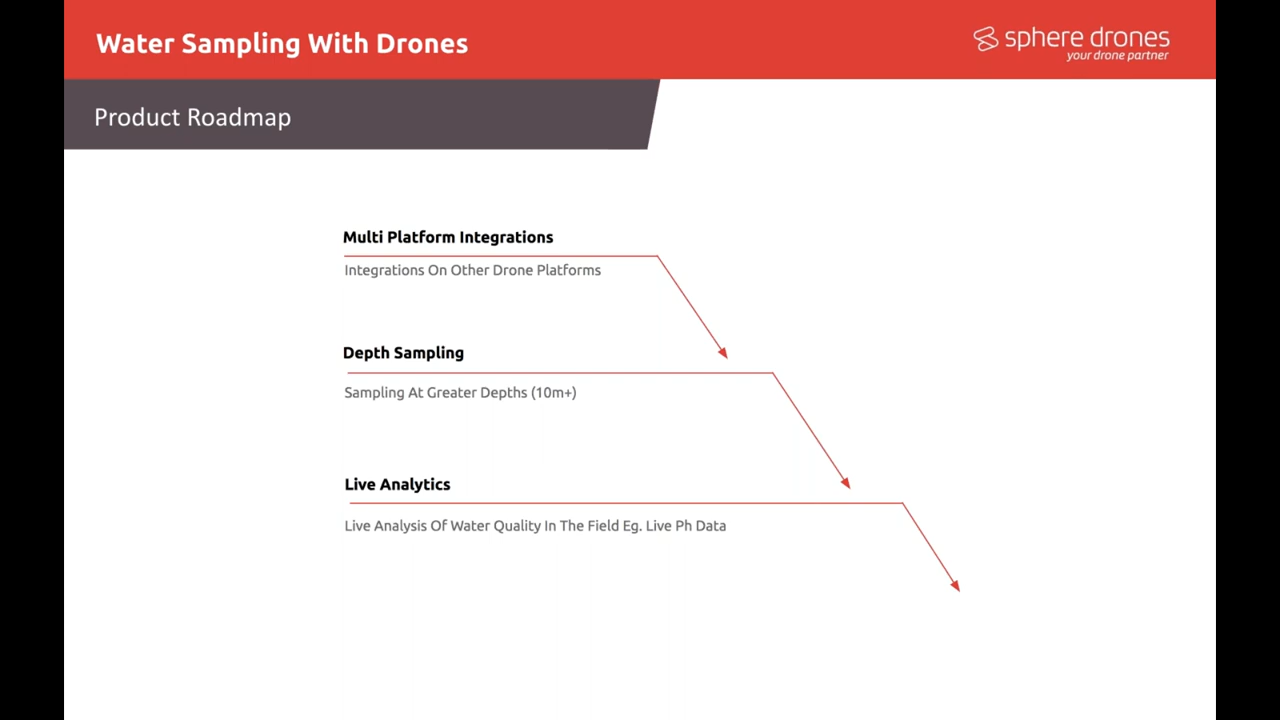 Water Sampling With Drones
sphere drones
your drone partner
Product Roadmap
Multi Platform Integrations
Integrations On Other Drone Platforms
Depth Sampling
Sampling At Greater Depths (10m+)
Live Analytics
Live Analysis Of Water Quality In The Field Eg. Live Ph Data